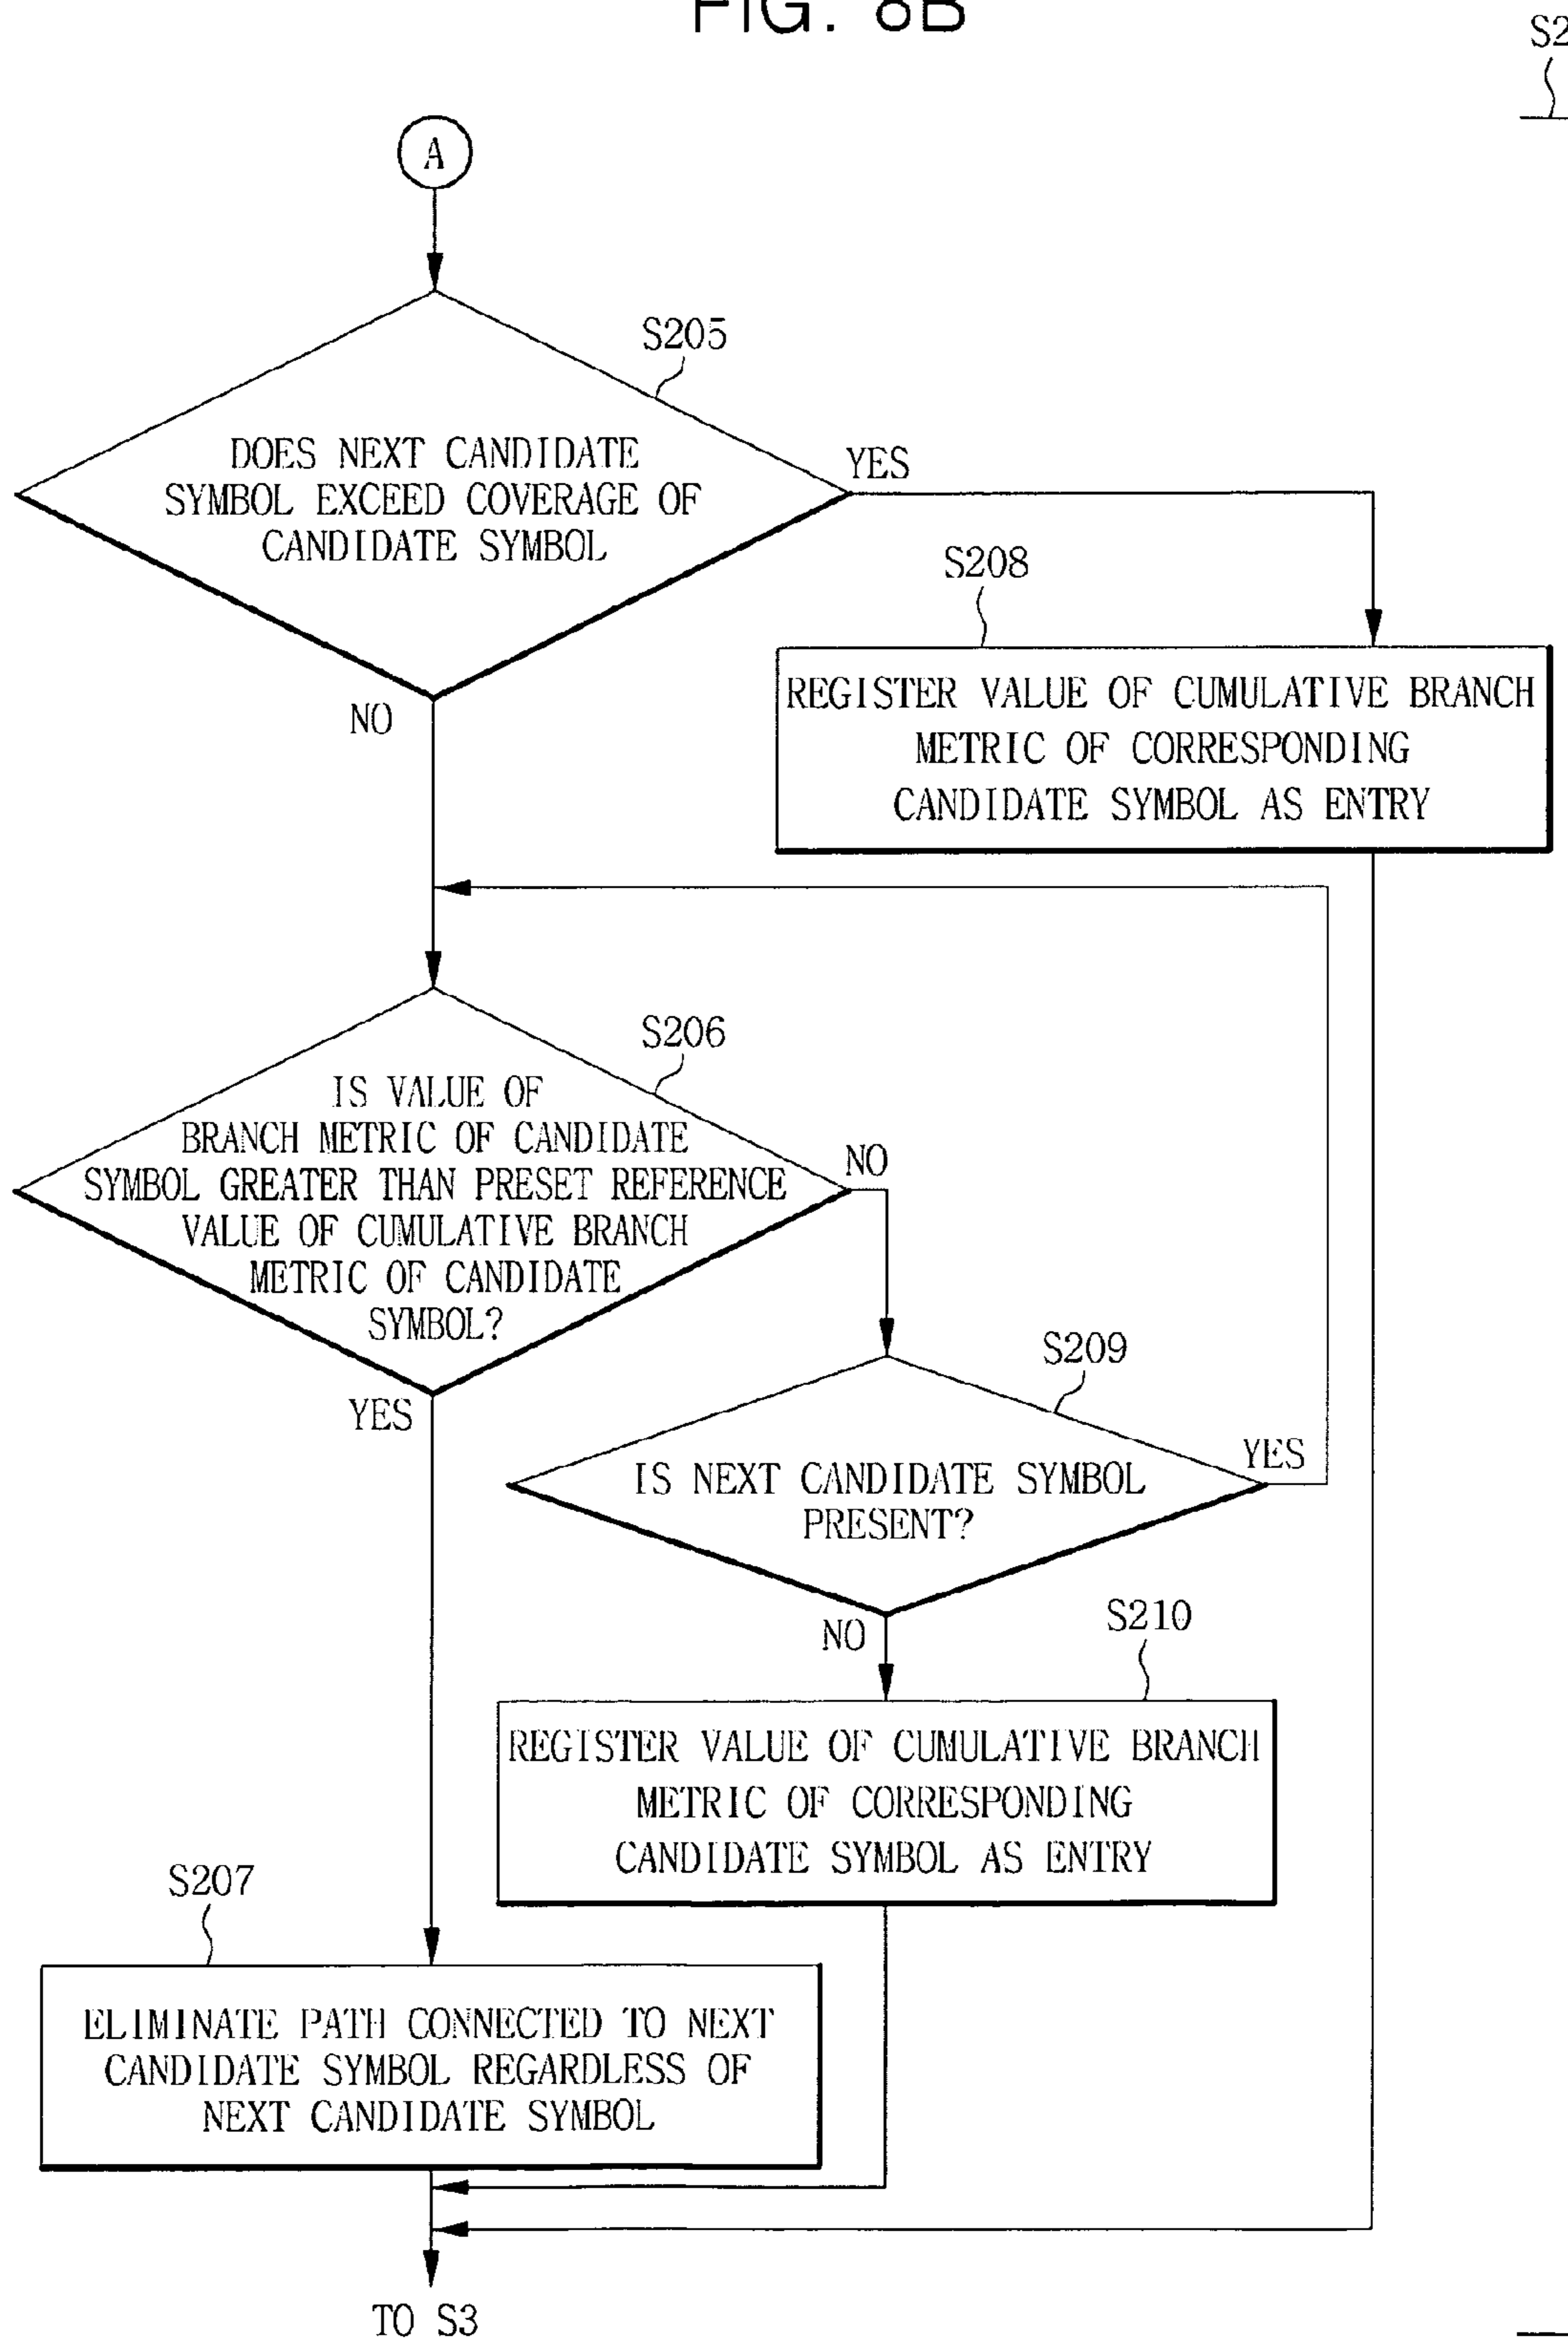 FIG. 8B
S2
A
S205
DOES NEXT CANDIDATE
SYMBOL EXCEED COVERAGE OF
CANDIDATE SYMBOL
YES
NO
S208
REGISTER VALUE OF CUMULATIVE BRANCH
METRIC OF CORRESPONDING
CANDIDATE SYMBOL AS ENTRY
S206
IS VALUE OF
BRANCH METRIC OF CANDIDATE
SYMBOL GREATER THAN PRESET REFERENCE
VALUE OF CUMULATIVE BRANCH
METRIC OF CANDIDATE
SYMBOL?
NO
YES
S209
IS NEXT CANDIDATE SYMBOL
PRESENT?
YES
NO
S210
REGISTER VALUE OF CUMULATIVE BRANCH
METRIC OF CORRESPONDING
CANDIDATE SYMBOL AS ENTRY
S207
ELIMINATE PATH CONNECTED TO NEXT
CANDIDATE SYMBOL REGARDLESS OF
NEXT CANDIDATE SYMBOL
TO S3